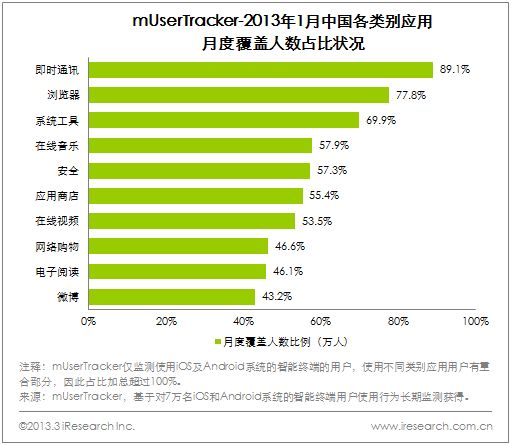 mUserTracker-2013年1月中国各类别应用
月度覆盖人数占比状况
即时通讯 89.1%
浏览器 77.8%
系统工具 69.9%
在线音乐 57.9%
安全 57.3%
应用商店 55.4%
在线视频 53.5%
网络购物 46.6%
电子阅读 46.1%
微博 43.2%
0% 20% 40% 60% 80% 100%
月度覆盖人数比例（万人）
注释：mUserTracker仅监测使用iOS及Android系统的智能终端的用户，使用不同类别应用用户有重
合部分，因此占比加总超过100%。
来源：mUserTracker，基于对7万名iOS和Android系统的智能终端用户使用行为长期监测获得。
©2013.3 iResearch Inc. www.iresearch.com.cn